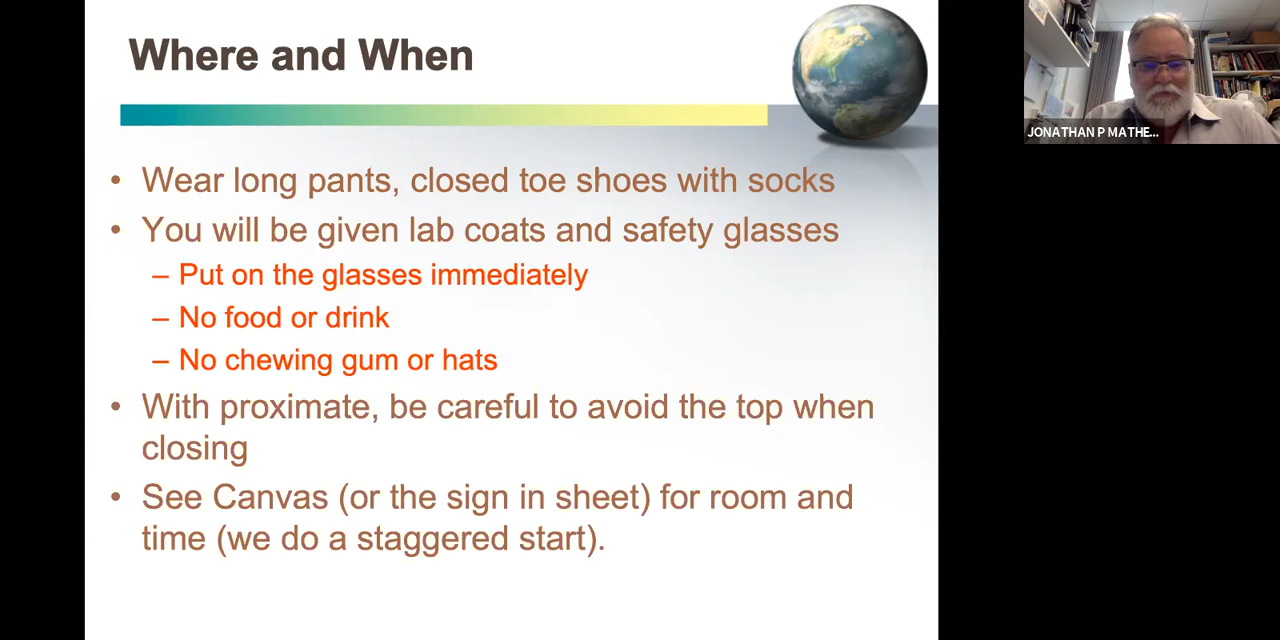 Where and When
• Wear long pants, closed toe shoes with socks
• You will be given lab coats and safety glasses
– Put on the glasses immediately
– No food or drink
– No chewing gum or hats
• With proximate, be careful to avoid the top when
closing
• See Canvas (or the sign in sheet) for room and
time (we do a staggered start).
JONATHAN P MATHE...